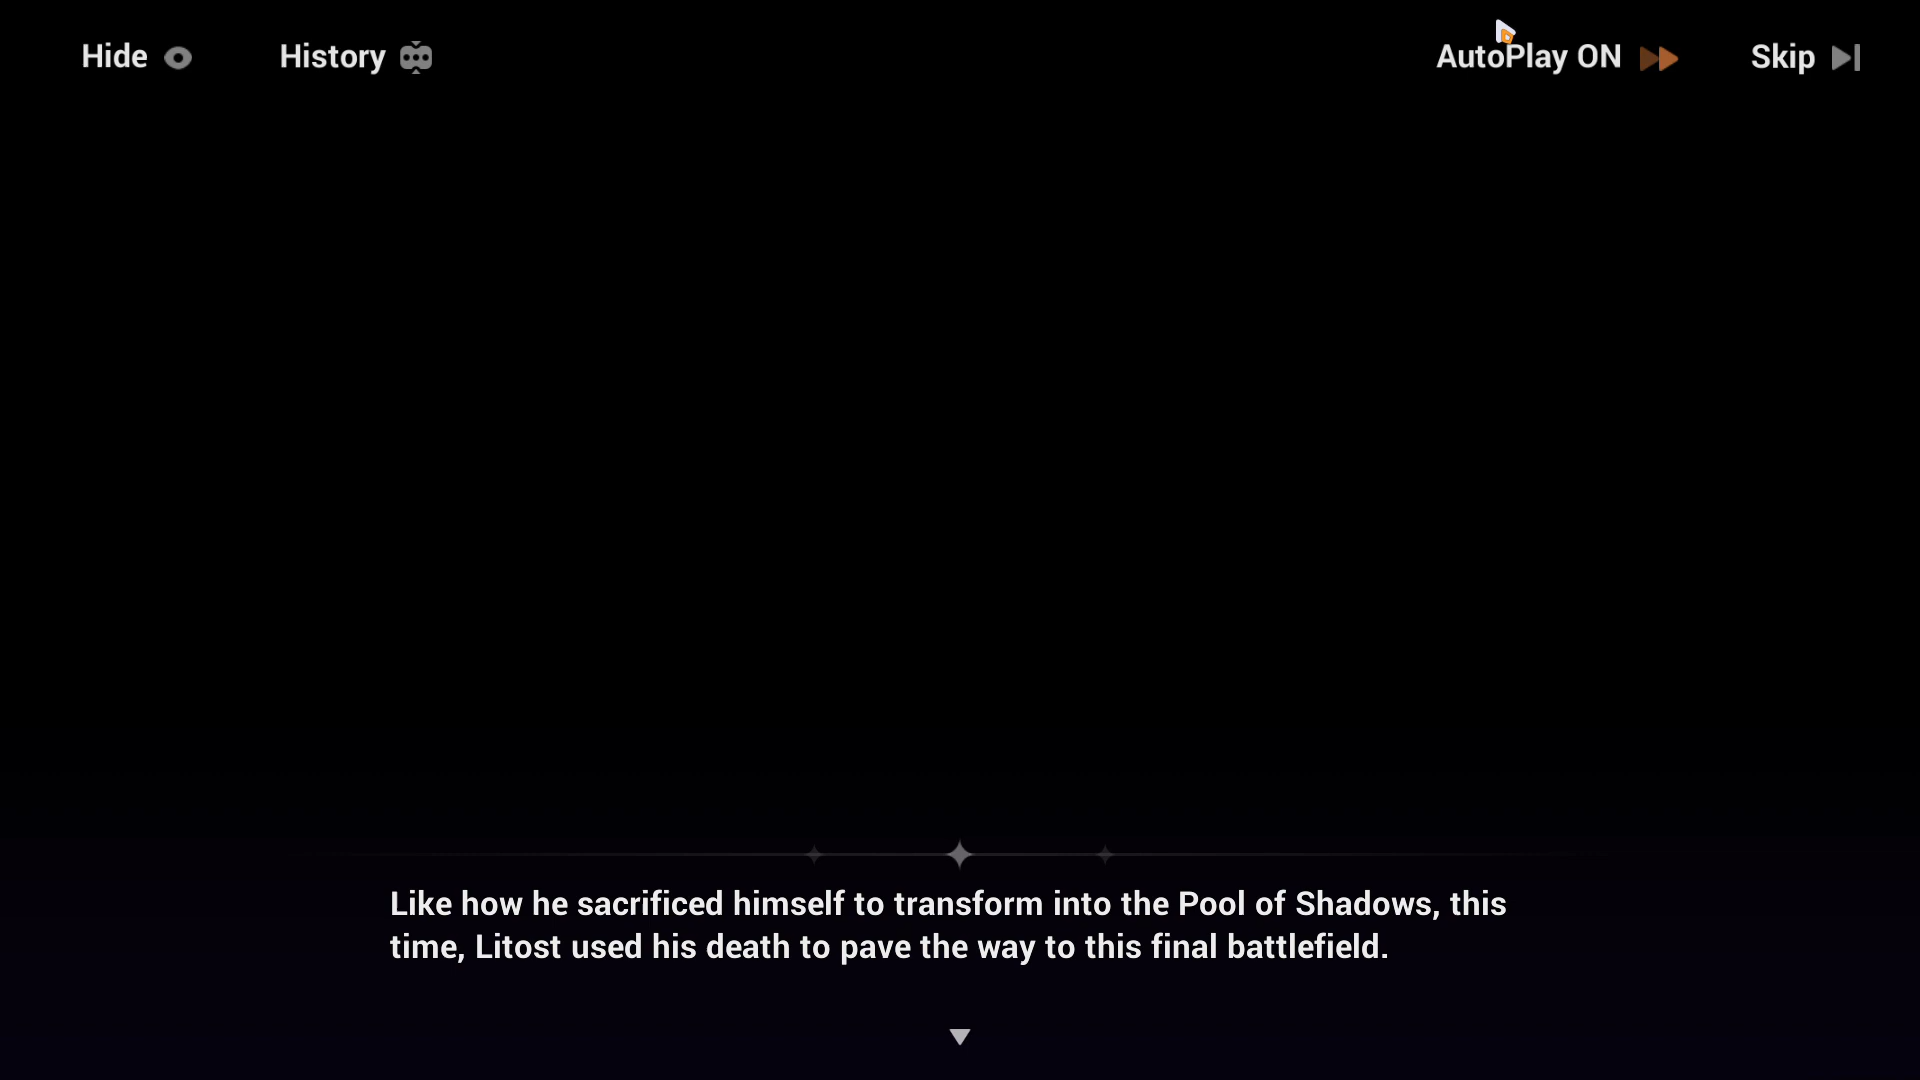 Hide
History
AutoPlay ON
Skip
Like how he sacrificed himself to transform into the Pool of Shadows, this
time, Litost used his death to pave the way to this final battlefield.